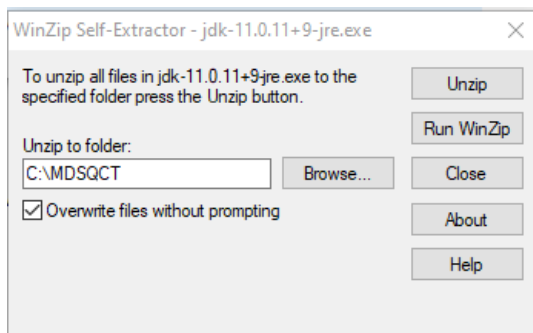 WinZip Self-Extractor - jdk-11.0.11+9-jre.exe
To unzip all files in jdk-11.0.11+9-jre.exe to the
specified folder press the Unzip button.
Unzip to folder:
C:\MDSQCT
Browse...
Overwrite files without prompting
Unzip
Run WinZip
Close
About
Help